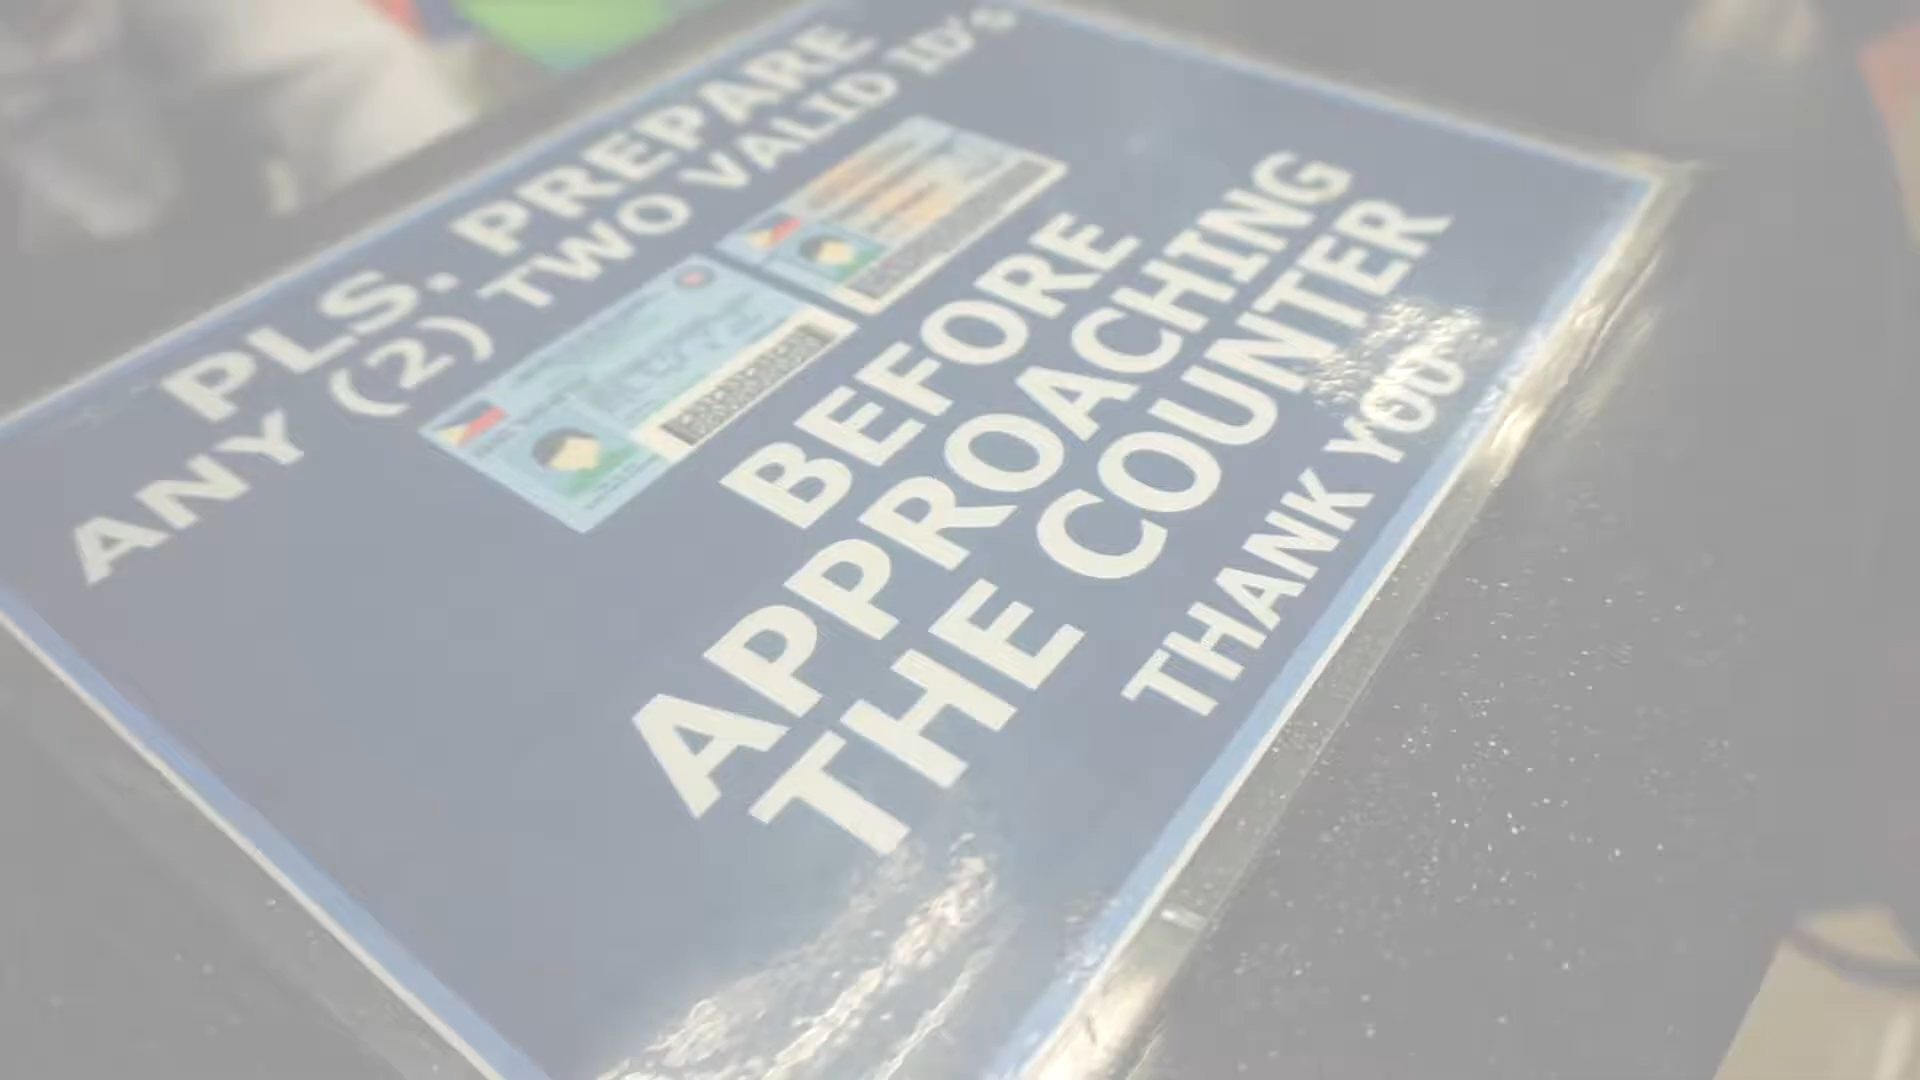 PLS. PREPARE
ANY (2) TWO VALID ID'S
BEFORE
APPROACHING
THE COUNTER
THANK YOU